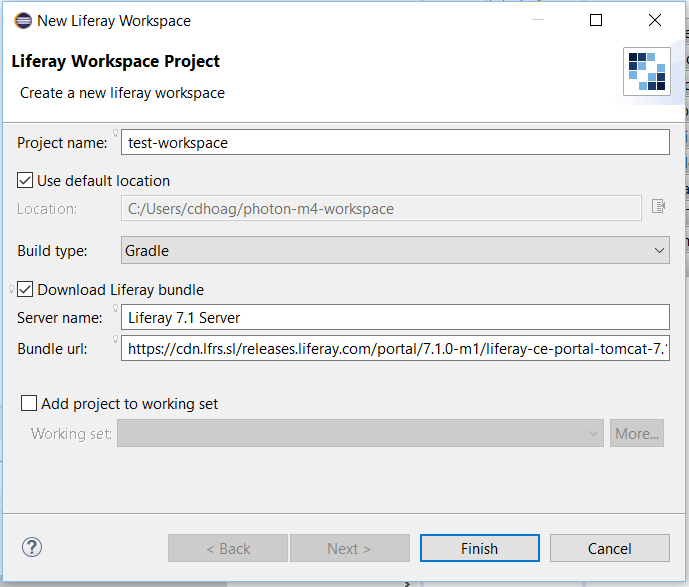 New Liferay Workspace
Liferay Workspace Project
Create a new liferay workspace
Project name: test-workspace
Use default location
Location: C:/Users/cdhoag/photon-m4-workspace
Build type: Gradle
Download Liferay bundle
Server name: Liferay 7.1 Server
Bundle url: https://cdn.lfrs.sl/releases.liferay.com/portal/7.1.0-m1/liferay-ce-portal-tomcat-7.
Add project to working set
Working set: More...
? < Back Next > Finish Cancel